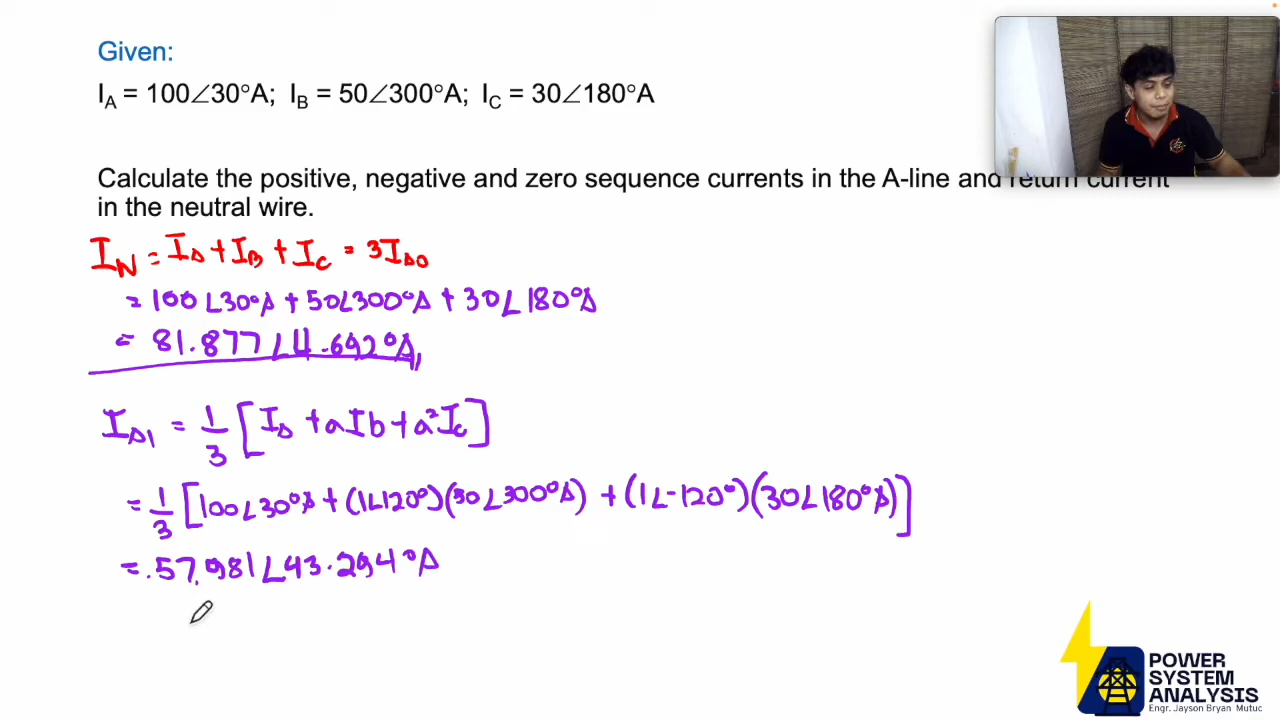 Given:
I_A = 100∠30°A; I_B = 50∠300°A; I_C = 30∠180°A
Calculate the positive, negative and zero sequence currents in the A-line and return current
in the neutral wire.
I_N = I_A + I_B + I_C = 3I_A0
= 100∠30°A + 50∠300°A + 30∠180°A
= 81.877∠4.692°A
I_A1 = 1/3 [I_A + aIb + a²I_C]
= 1/3 [100∠30°A + (1∠120°)(50∠300°A) + (1∠-120°)(30∠180°A)]
= 57.981∠43.294°A
POWER
SYSTEM
ANALYSIS
Engr. Jayson Bryan Mutuc